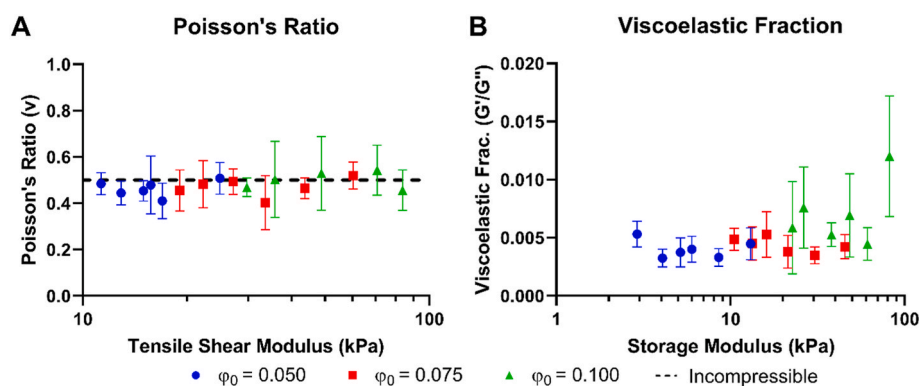 A
Poisson's Ratio
Poisson's Ratio (v)
1.0
0.8
0.6
0.4
0.2
0.0
10
100
Tensile Shear Modulus (kPa)
B
Viscoelastic Fraction
Viscoelastic Frac. (G'/G")
0.020
0.015
0.010
0.005
0.000
1
10
100
Storage Modulus (kPa)
φ₀ = 0.050
φ₀ = 0.075
φ₀ = 0.100
Incompressible